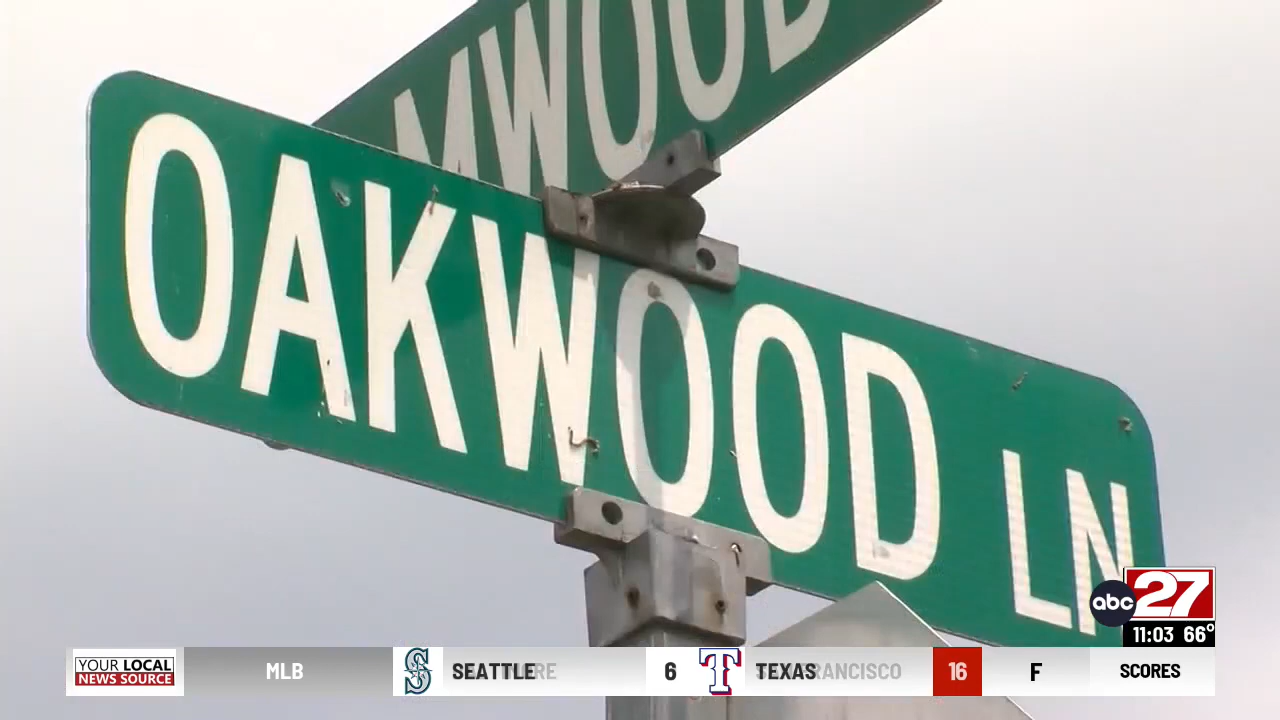 MWOOD
OAKWOOD LN
abc 27
11:03 66°
YOUR LOCAL
NEWS SOURCE
MLB SEATTLE 6 TEXAS 16 F SCORES